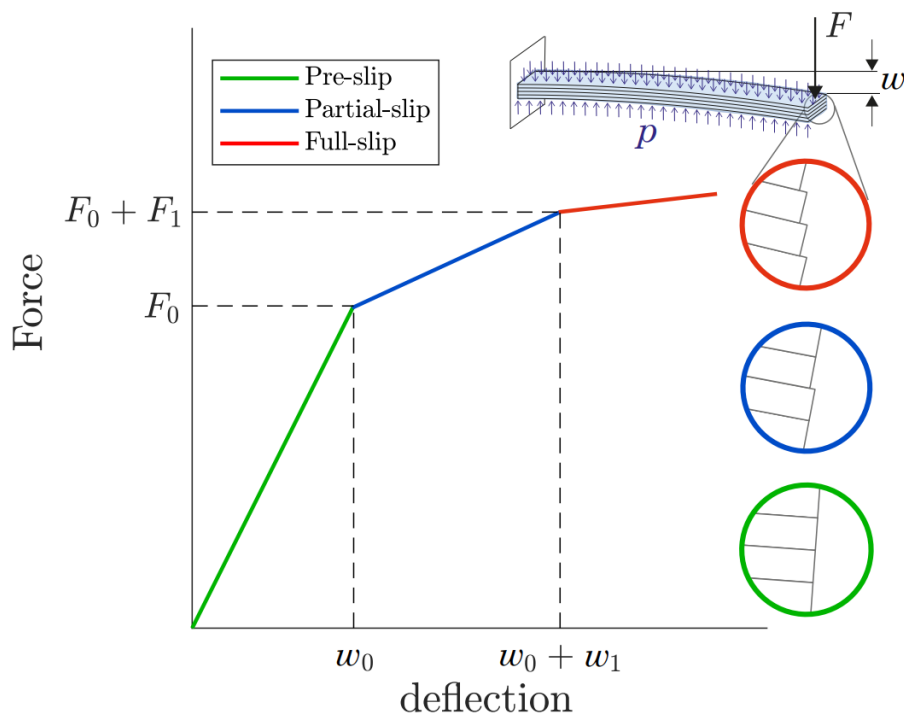 F
w
p
Pre-slip
Partial-slip
Full-slip
Force
F₀ + F₁
F₀
w₀
w₀ + w₁
deflection